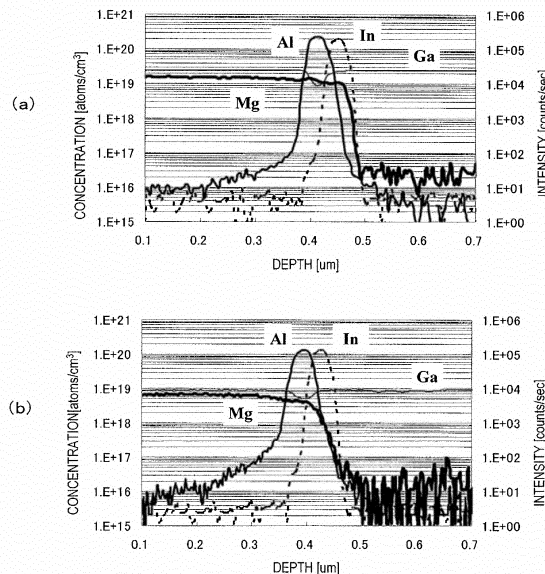 (a)
CONCENTRATION [atoms/cm³]
1.E+21
1.E+20
1.E+19
1.E+18
1.E+17
1.E+16
1.E+15
Al
In
Ga
Mg
1.E+06
1.E+05
1.E+04
1.E+03
1.E+02
1.E+01
1.E+00
INTENSITY [counts/sec]
0.1 0.2 0.3 0.4 0.5 0.6 0.7
DEPTH [um]
(b)
CONCENTRATION[atoms/cm³]
1.E+21
1.E+20
1.E+19
1.E+18
1.E+17
1.E+16
1.E+15
Al
In
Ga
Mg
1.E+06
1.E+05
1.E+04
1.E+03
1.E+02
1.E+01
1.E+00
INTENSITY [counts/sec]
0.1 0.2 0.3 0.4 0.5 0.6 0.7
DEPTH [um]